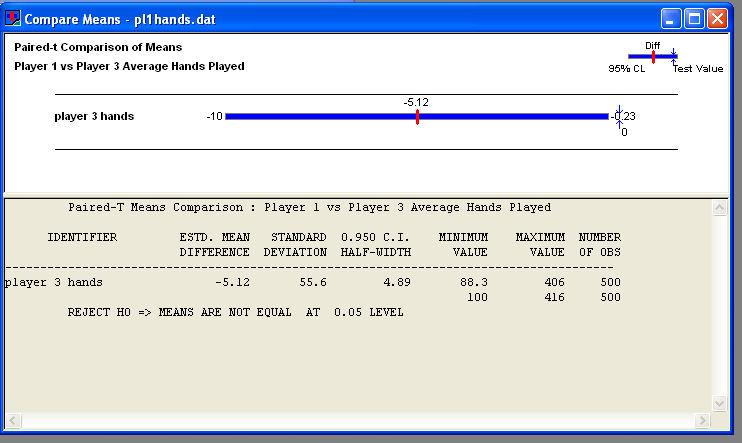 Compare Means - pl1hands.dat
Paired-t Comparison of Means
Player 1 vs Player 3 Average Hands Played
Diff
95% CL Test Value
-5.12
player 3 hands -10 -0.23
0
Paired-T Means Comparison : Player 1 vs Player 3 Average Hands Played
IDENTIFIER ESTD. MEAN STANDARD 0.950 C.I. MINIMUM MAXIMUM NUMBER
DIFFERENCE DEVIATION HALF-WIDTH VALUE VALUE OF OBS
player 3 hands -5.12 55.6 4.89 88.3 406 500
100 416 500
REJECT H0 => MEANS ARE NOT EQUAL AT 0.05 LEVEL